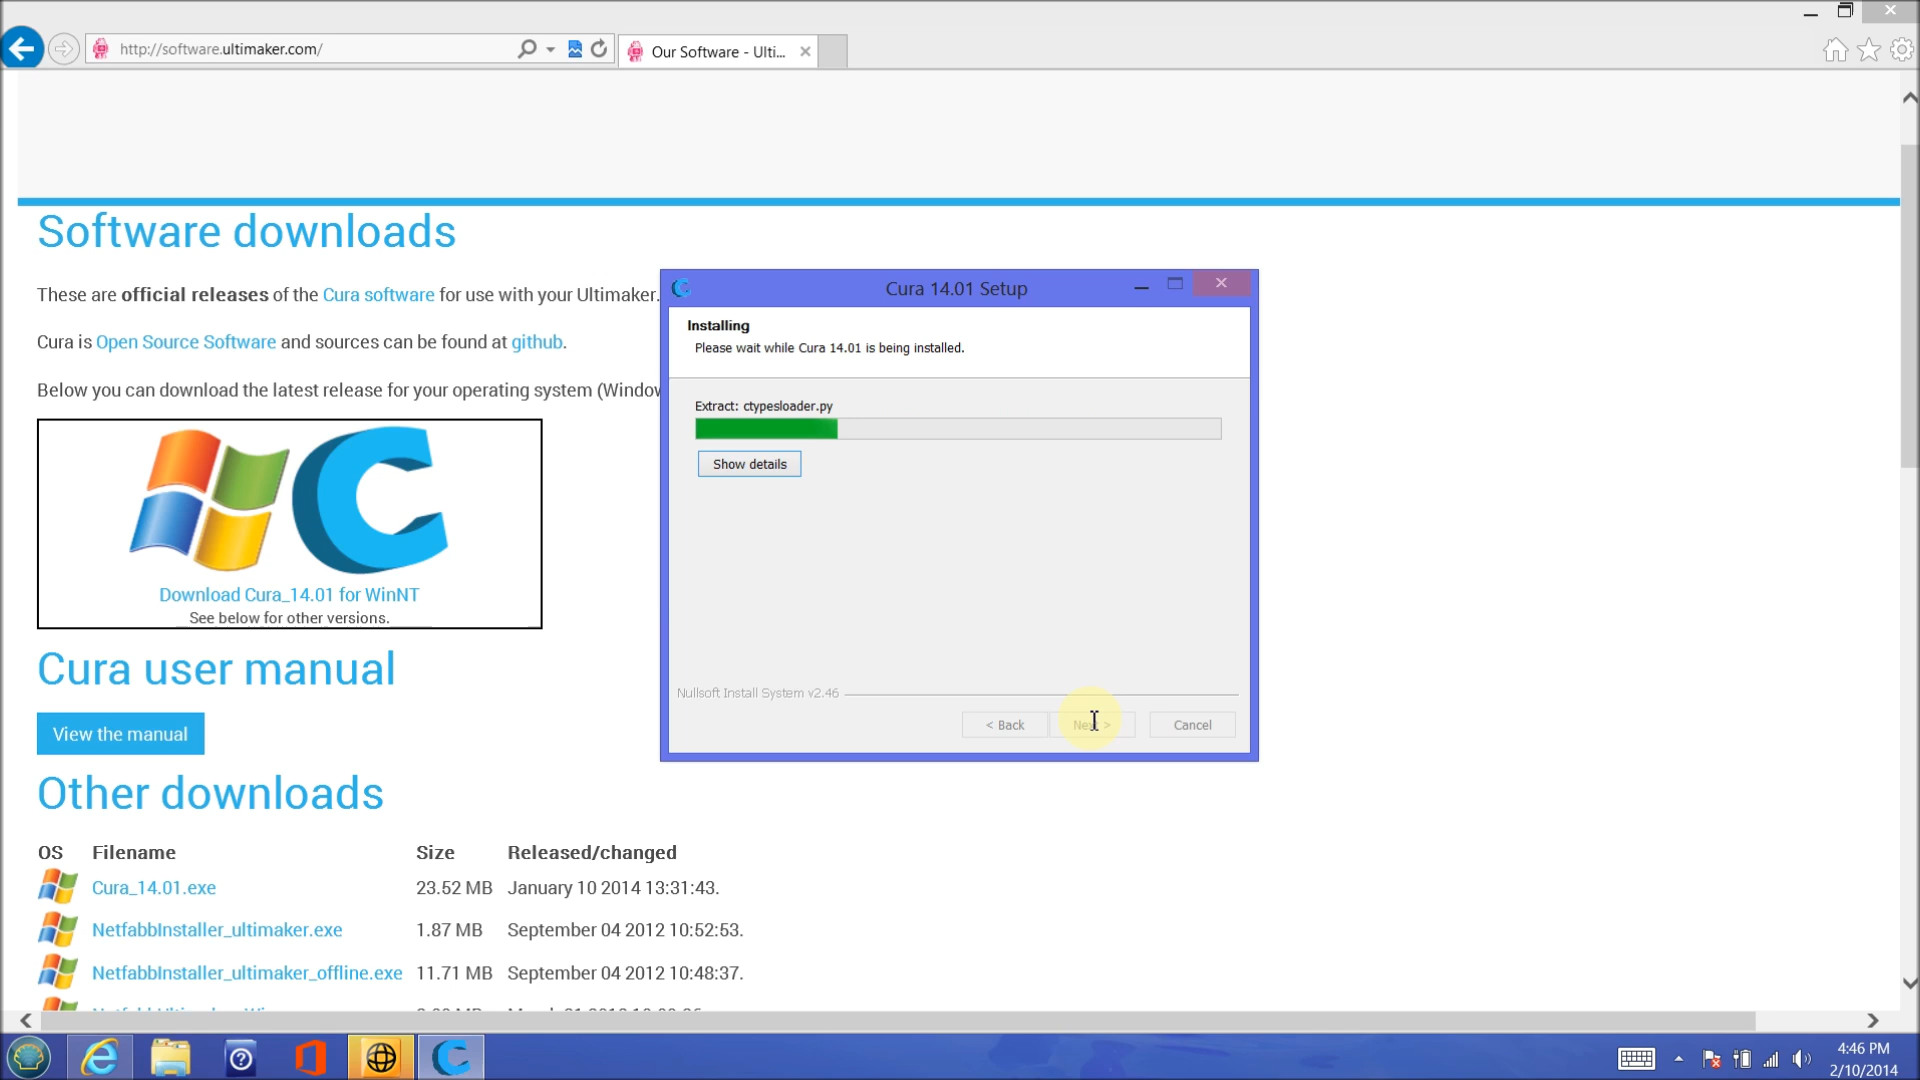 http://software.ultimaker.com/
Our Software - Ulti...
Software downloads
These are official releases of the Cura software for use with your Ultimaker.
Cura is Open Source Software and sources can be found at github.
Below you can download the latest release for your operating system (Window
Download Cura_14.01 for WinNT
See below for other versions.
Cura user manual
View the manual
Other downloads
OS Filename Size Released/changed
Cura_14.01.exe 23.52 MB January 10 2014 13:31:43.
NetfabbInstaller_ultimaker.exe 1.87 MB September 04 2012 10:52:53.
NetfabbInstaller_ultimaker_offline.exe 11.71 MB September 04 2012 10:48:37.
Cura 14.01 Setup
Installing
Please wait while Cura 14.01 is being installed.
Extract: ctypesloader.py
Show details
Nullsoft Install System v2.46
< Back
Next >
Cancel
4:46 PM
2/10/2014